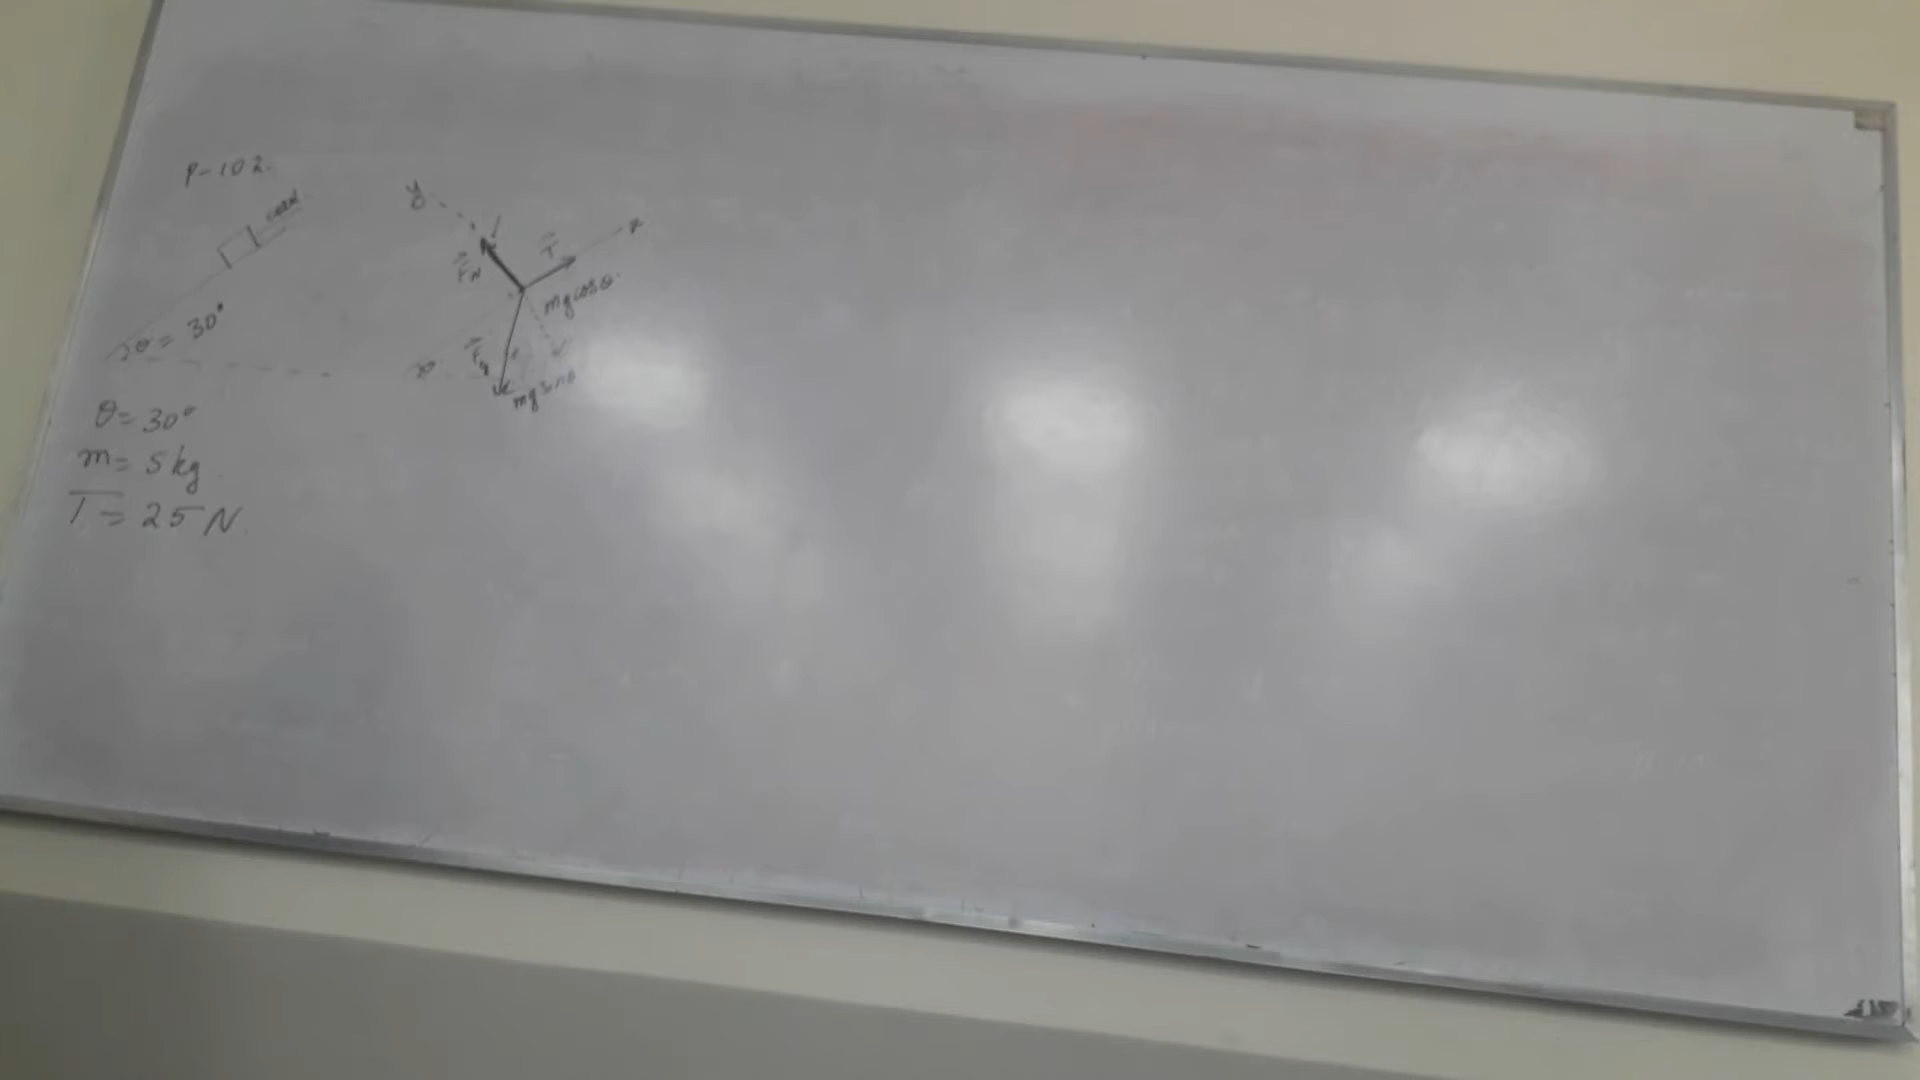 P-102.
cord
θ = 30°
y
x
F_N
T
mg cosθ
F_g
mg sinθ
θ = 30°
m = 5 kg
T = 25 N.